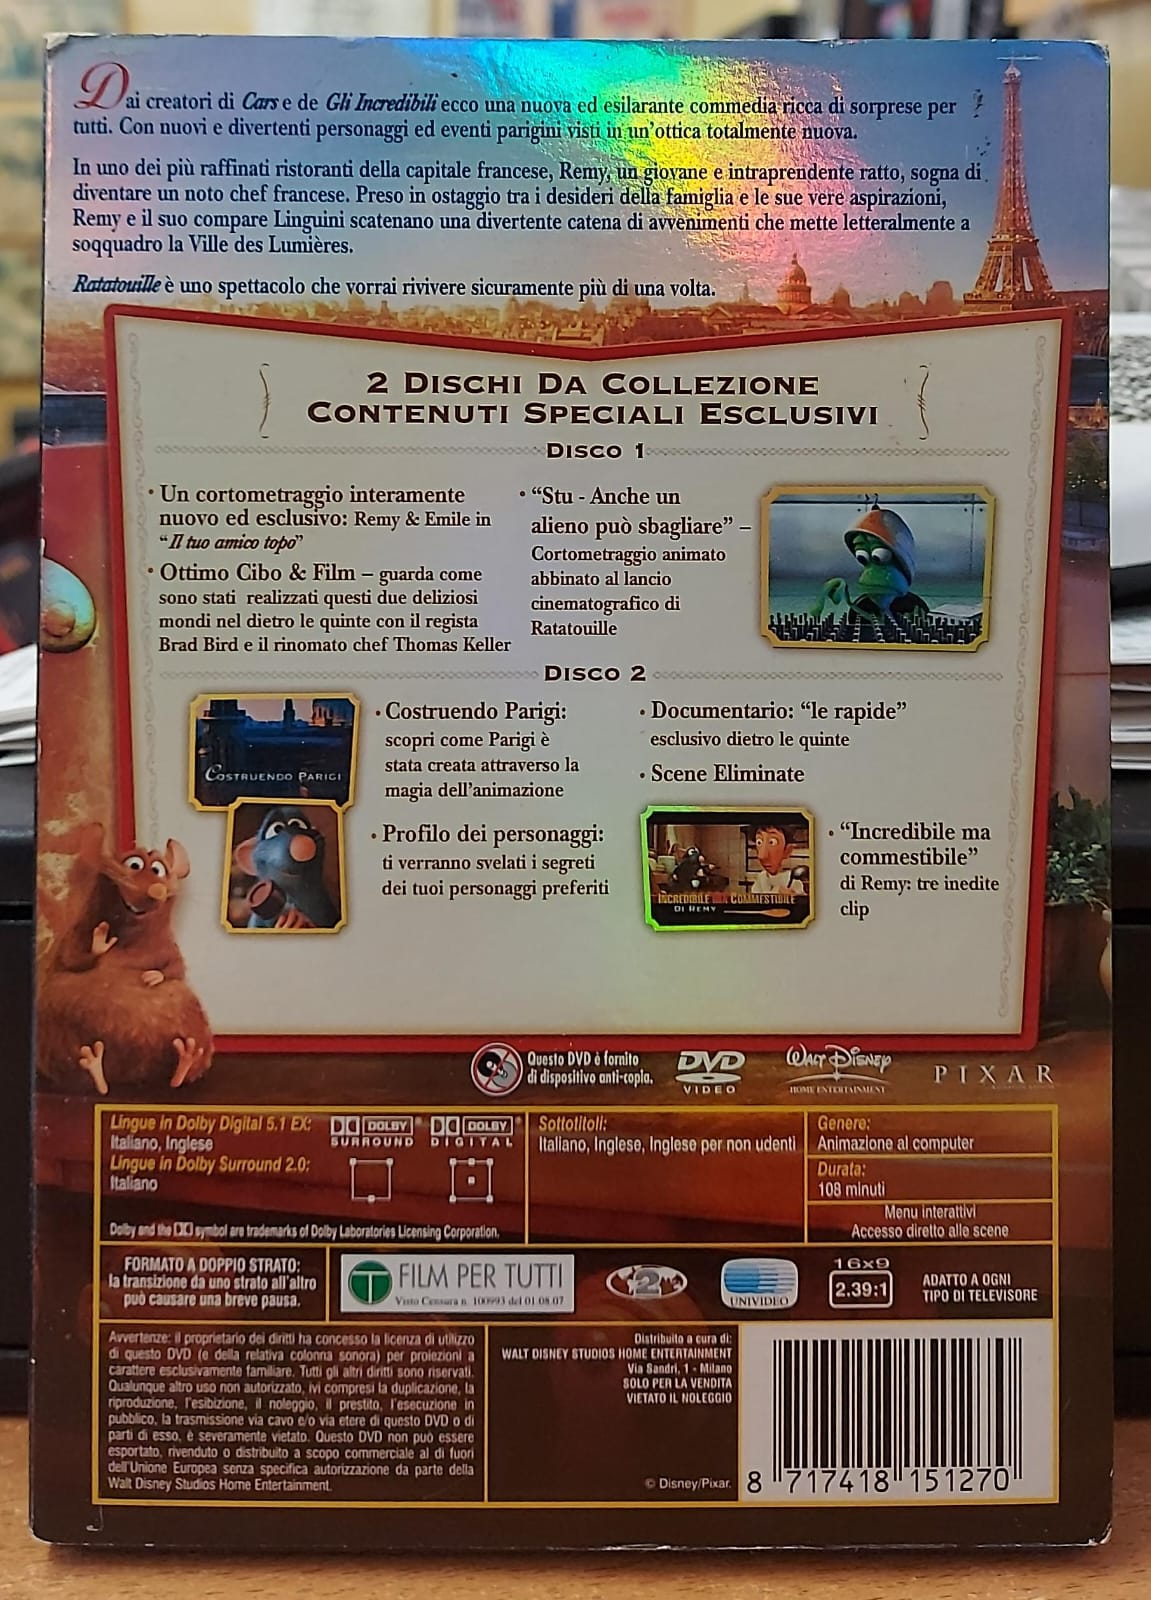 Dai creatori di Cars e de Gli Incredibili ecco una nuova ed esilarante commedia ricca di sorprese per
tutti. Con nuovi e divertenti personaggi ed eventi parigini visti in un'ottica totalmente nuova.
In uno dei più raffinati ristoranti della capitale francese, Remy, un giovane e intraprendente ratto, sogna di
diventare un noto chef francese. Preso in ostaggio tra i desideri della famiglia e le sue vere aspirazioni,
Remy e il suo compare Linguini scatenano una divertente catena di avvenimenti che mette letteralmente a
soqquadro la Ville des Lumières.
Ratatouille è uno spettacolo che vorrai rivivere sicuramente più di una volta.
2 DISCHI DA COLLEZIONE
CONTENUTI SPECIALI ESCLUSIVI
DISCO 1
• Un cortometraggio interamente
nuovo ed esclusivo: Remy & Emile in
"Il tuo amico topo"
• Ottimo Cibo & Film – guarda come
sono stati realizzati questi due deliziosi
mondi nel dietro le quinte con il regista
Brad Bird e il rinomato chef Thomas Keller
• "Stu - Anche un
alieno può sbagliare" –
Cortometraggio animato
abbinato al lancio
cinematografico di
Ratatouille
DISCO 2
COSTRUENDO PARIGI
• Costruendo Parigi:
scopri come Parigi è
stata creata attraverso la
magia dell'animazione
• Profilo dei personaggi:
ti verranno svelati i segreti
dei tuoi personaggi preferiti
• Documentario: "le rapide"
esclusivo dietro le quinte
• Scene Eliminate
INCREDIBILE MA COMMESTIBILE
DI REMY
• "Incredibile ma
commestibile"
di Remy: tre inedite
clip
Questo DVD è fornito
di dispositivo anti-copia.
DVD
VIDEO
WALT DISNEY
HOME ENTERTAINMENT
PIXAR
Lingue in Dolby Digital 5.1 EX:
Italiano, Inglese
Lingue in Dolby Surround 2.0:
Italiano
DOLBY
SURROUND
DOLBY
DIGITAL
Dolby and the DD symbol are trademarks of Dolby Laboratories Licensing Corporation.
Sottotitoli:
Italiano, Inglese, Inglese per non udenti
Genere:
Animazione al computer
Durata:
108 minuti
Menu interattivi
Accesso diretto alle scene
FORMATO A DOPPIO STRATO:
la transizione da uno strato all'altro
può causare una breve pausa.
T FILM PER TUTTI
Visto Censura n. 100993 del 01 08 07
2
UNIVIDEO
16x9
2.39:1
ADATTO A OGNI
TIPO DI TELEVISORE
Avvertenze: il proprietario dei diritti ha concesso la licenza di utilizzo
di questo DVD (e della relativa colonna sonora) per proiezioni a
carattere esclusivamente familiare. Tutti gli altri diritti sono riservati.
Qualunque altro uso non autorizzato, ivi compresi la duplicazione, la
riproduzione, l'esibizione, il noleggio, il prestito, l'esecuzione in
pubblico, la trasmissione via cavo e/o via etere di questo DVD o di
parti di esso, è severamente vietato. Questo DVD non può essere
esportato, rivenduto o distribuito a scopo commerciale al di fuori
dell'Unione Europea senza specifica autorizzazione da parte della
Walt Disney Studios Home Entertainment.
Distribuito a cura di:
WALT DISNEY STUDIOS HOME ENTERTAINMENT
Via Sandri, 1 - Milano
SOLO PER LA VENDITA
VIETATO IL NOLEGGIO
© Disney/Pixar.
8 717418 151270